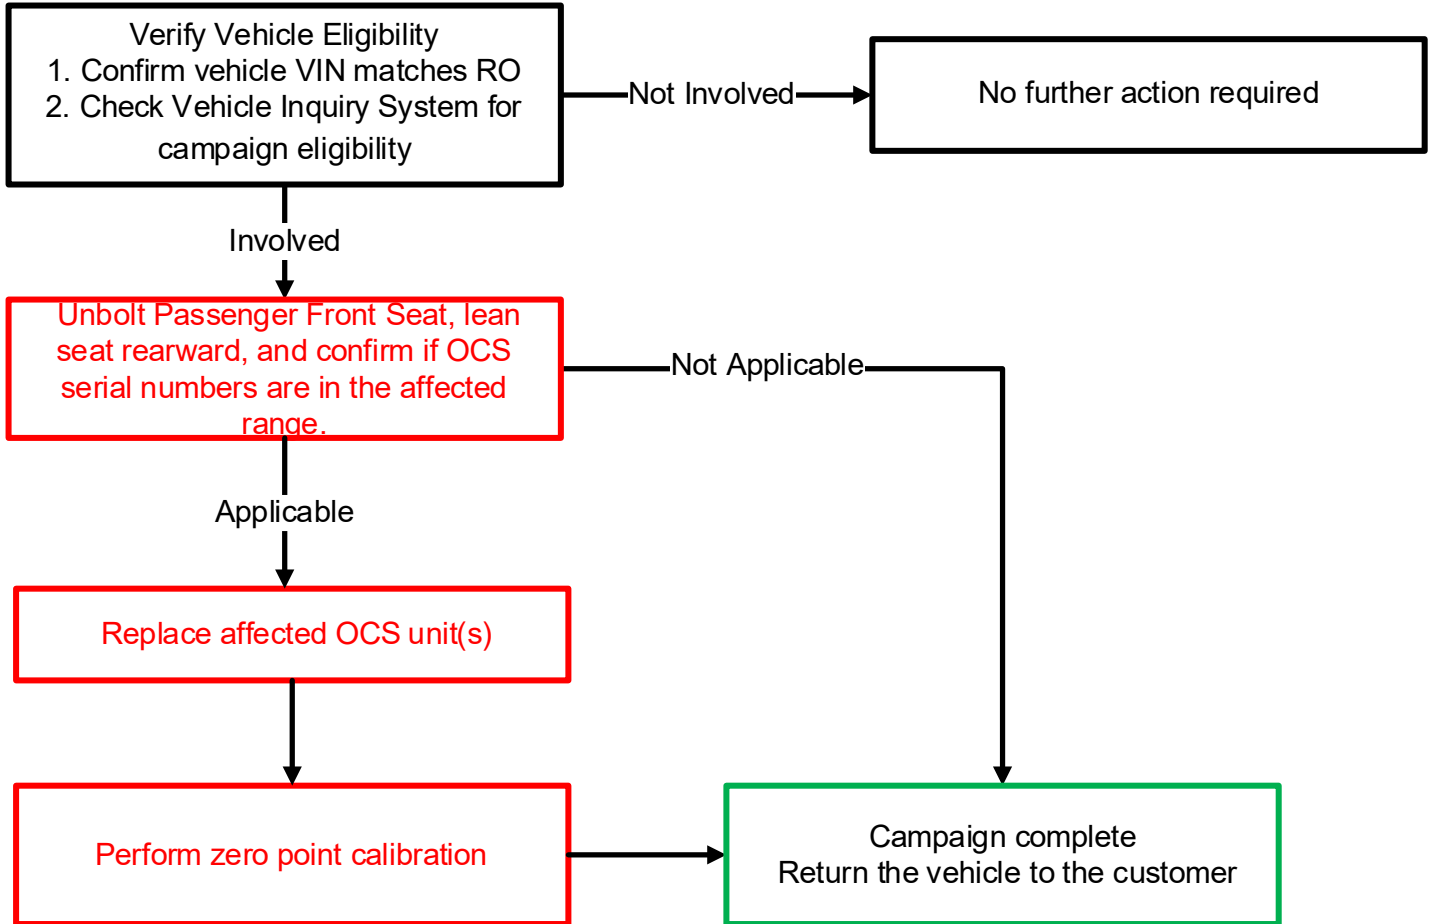 Verify Vehicle Eligibility
1. Confirm vehicle VIN matches RO
2. Check Vehicle Inquiry System for
campaign eligibility
Not Involved
No further action required
Involved
Unbolt Passenger Front Seat, lean
seat rearward, and confirm if OCS
serial numbers are in the affected
range.
Not Applicable
Applicable
Replace affected OCS unit(s)
Perform zero point calibration
Campaign complete
Return the vehicle to the customer